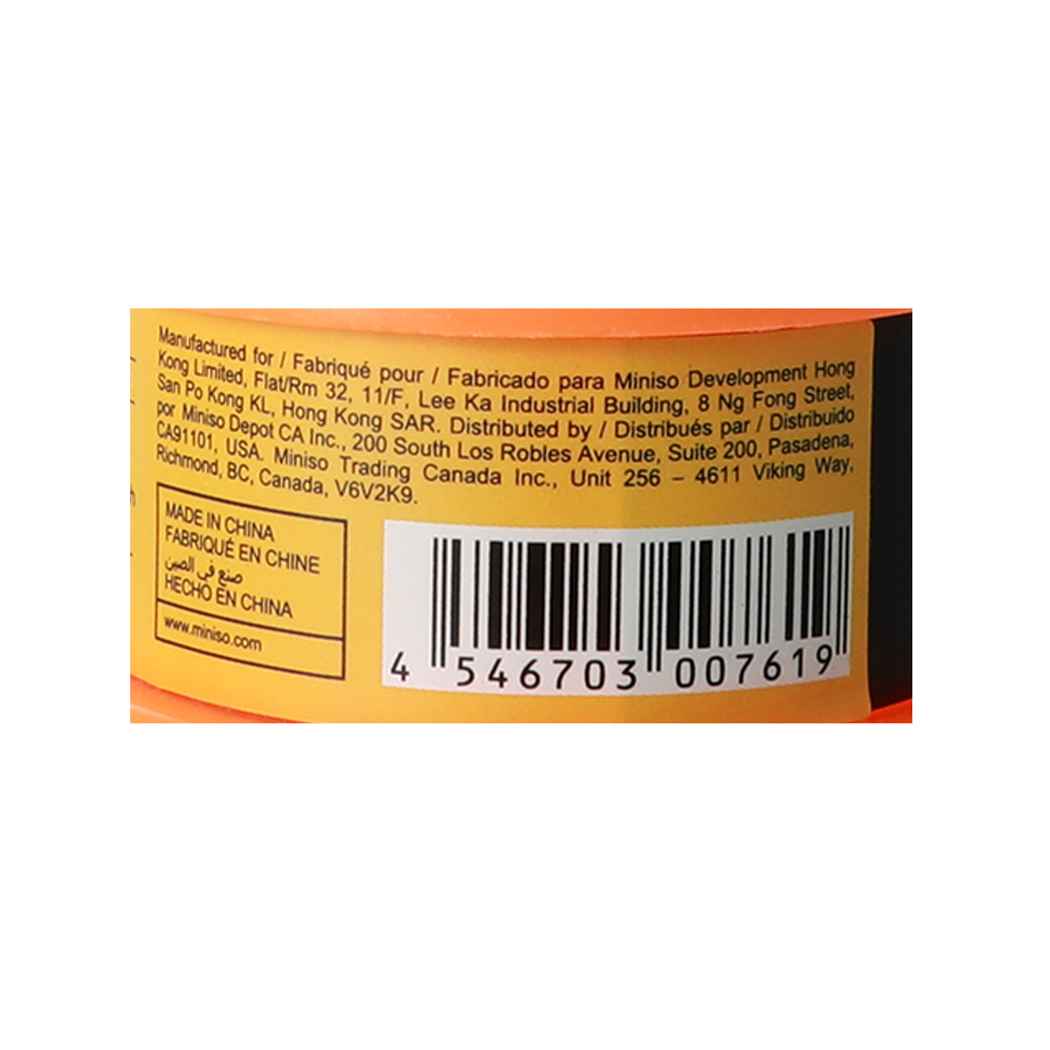 Manufactured for / Fabriqué pour / Fabricado para Miniso Development Hong
Kong Limited, Flat/Rm 32, 11/F, Lee Ka Industrial Building, 8 Ng Fong Street,
San Po Kong KL, Hong Kong SAR. Distributed by / Distribués par / Distribuido
por Miniso Depot CA Inc., 200 South Los Robles Avenue, Suite 200, Pasadena,
CA91101, USA. Miniso Trading Canada Inc., Unit 256 – 4611 Viking Way,
Richmond, BC, Canada, V6V2K9.
MADE IN CHINA
FABRIQUÉ EN CHINE
صنع في الصين
HECHO EN CHINA
www.miniso.com
4 546703 007619